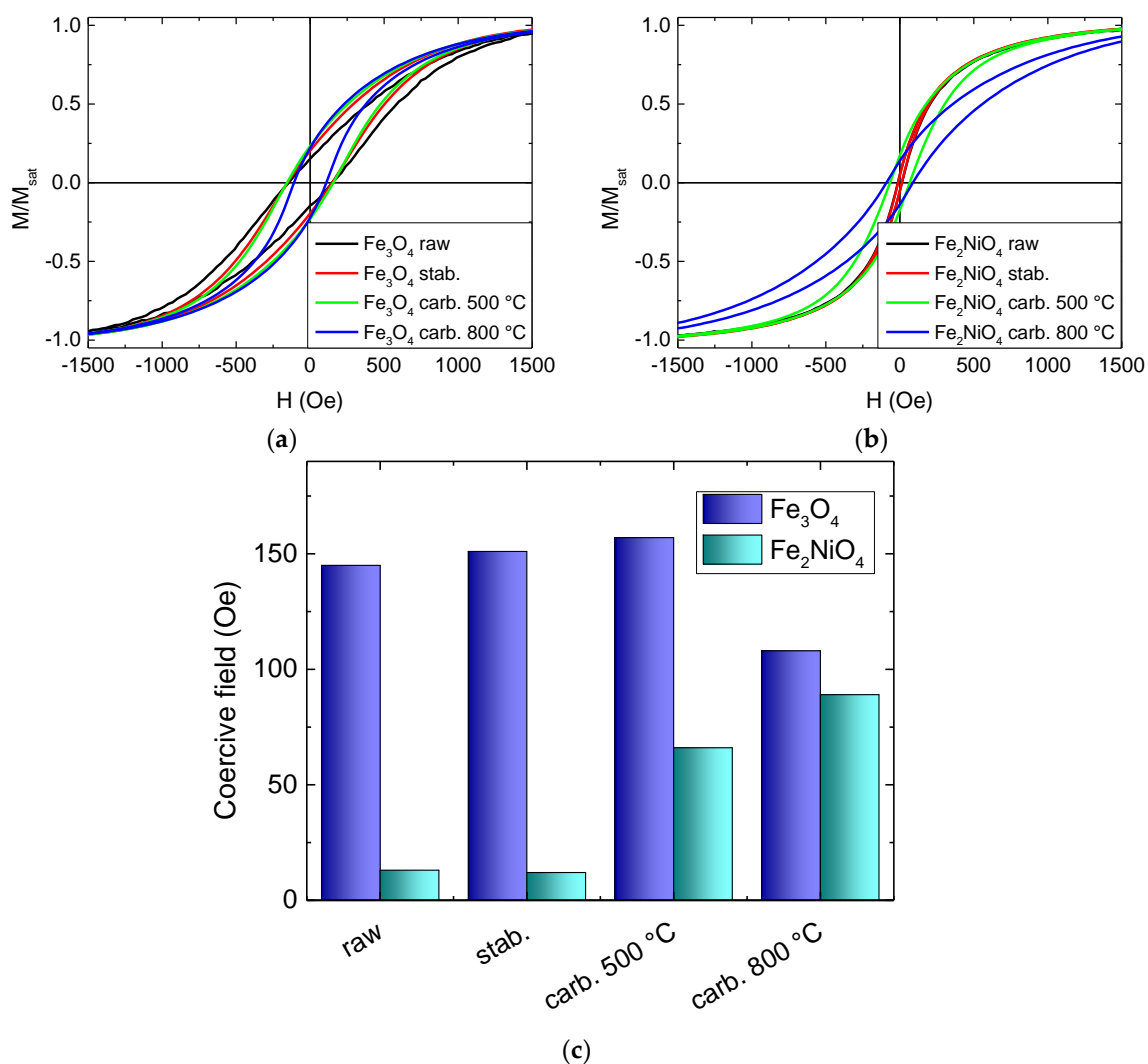 1.0
0.5
0.0
-0.5
-1.0
M/Msat
Fe3O4 raw
Fe3O4 stab.
Fe3O4 carb. 500 °C
Fe3O4 carb. 800 °C
-1500 -1000 -500 0 500 1000 1500
H (Oe)
(a)
1.0
0.5
0.0
-0.5
-1.0
M/Msat
Fe2NiO4 raw
Fe2NiO4 stab.
Fe2NiO4 carb. 500 °C
Fe2NiO4 carb. 800 °C
-1500 -1000 -500 0 500 1000 1500
H (Oe)
(b)
150
100
50
0
Coercive field (Oe)
Fe3O4
Fe2NiO4
raw
stab.
carb. 500 °C
carb. 800 °C
(c)